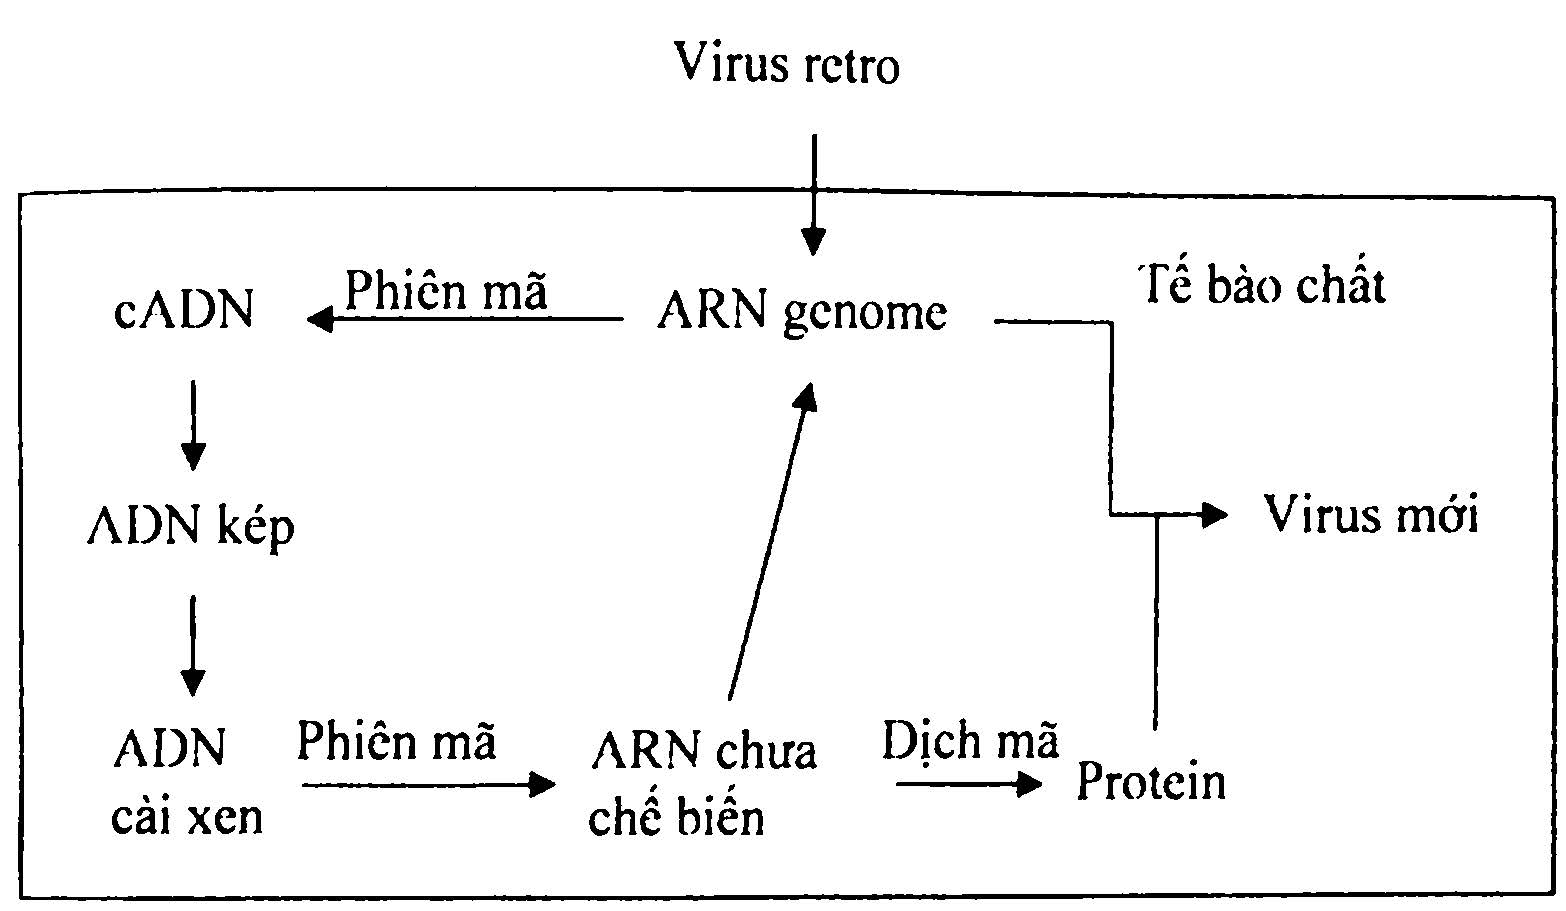 Virus retro
cADN
Phiên mã
ARN genome
Tế bào chất
ADN kép
Virus mới
ADN
cài xen
Phiên mã
ARN chưa
chế biến
Dịch mã
Protein